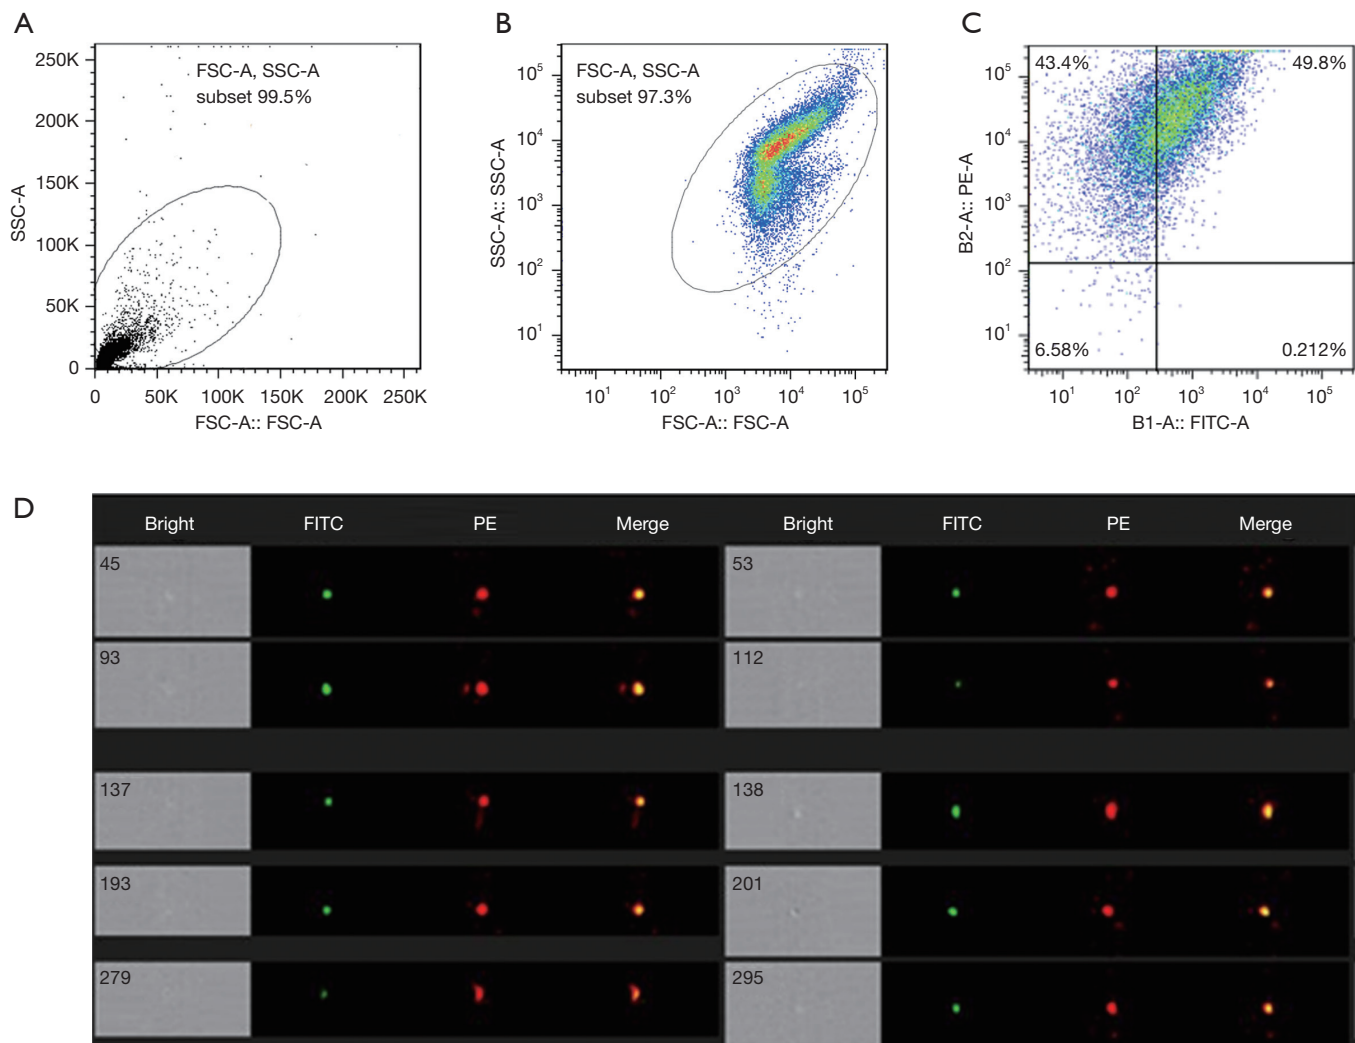 A
FSC-A, SSC-A
subset 99.5%
SSC-A
250K
200K
150K
100K
50K
0
0 50K 100K 150K 200K 250K
FSC-A:: FSC-A
B
FSC-A, SSC-A
subset 97.3%
SSC-A:: SSC-A
10⁵
10⁴
10³
10²
10¹
10¹ 10² 10³ 10⁴ 10⁵
FSC-A:: FSC-A
C
43.4% 49.8%
B2-A:: PE-A
10⁵
10⁴
10³
10²
10¹
6.58% 0.212%
10¹ 10² 10³ 10⁴ 10⁵
B1-A:: FITC-A
D
Bright FITC PE Merge Bright FITC PE Merge
45 53
93 112
137 138
193 201
279 295